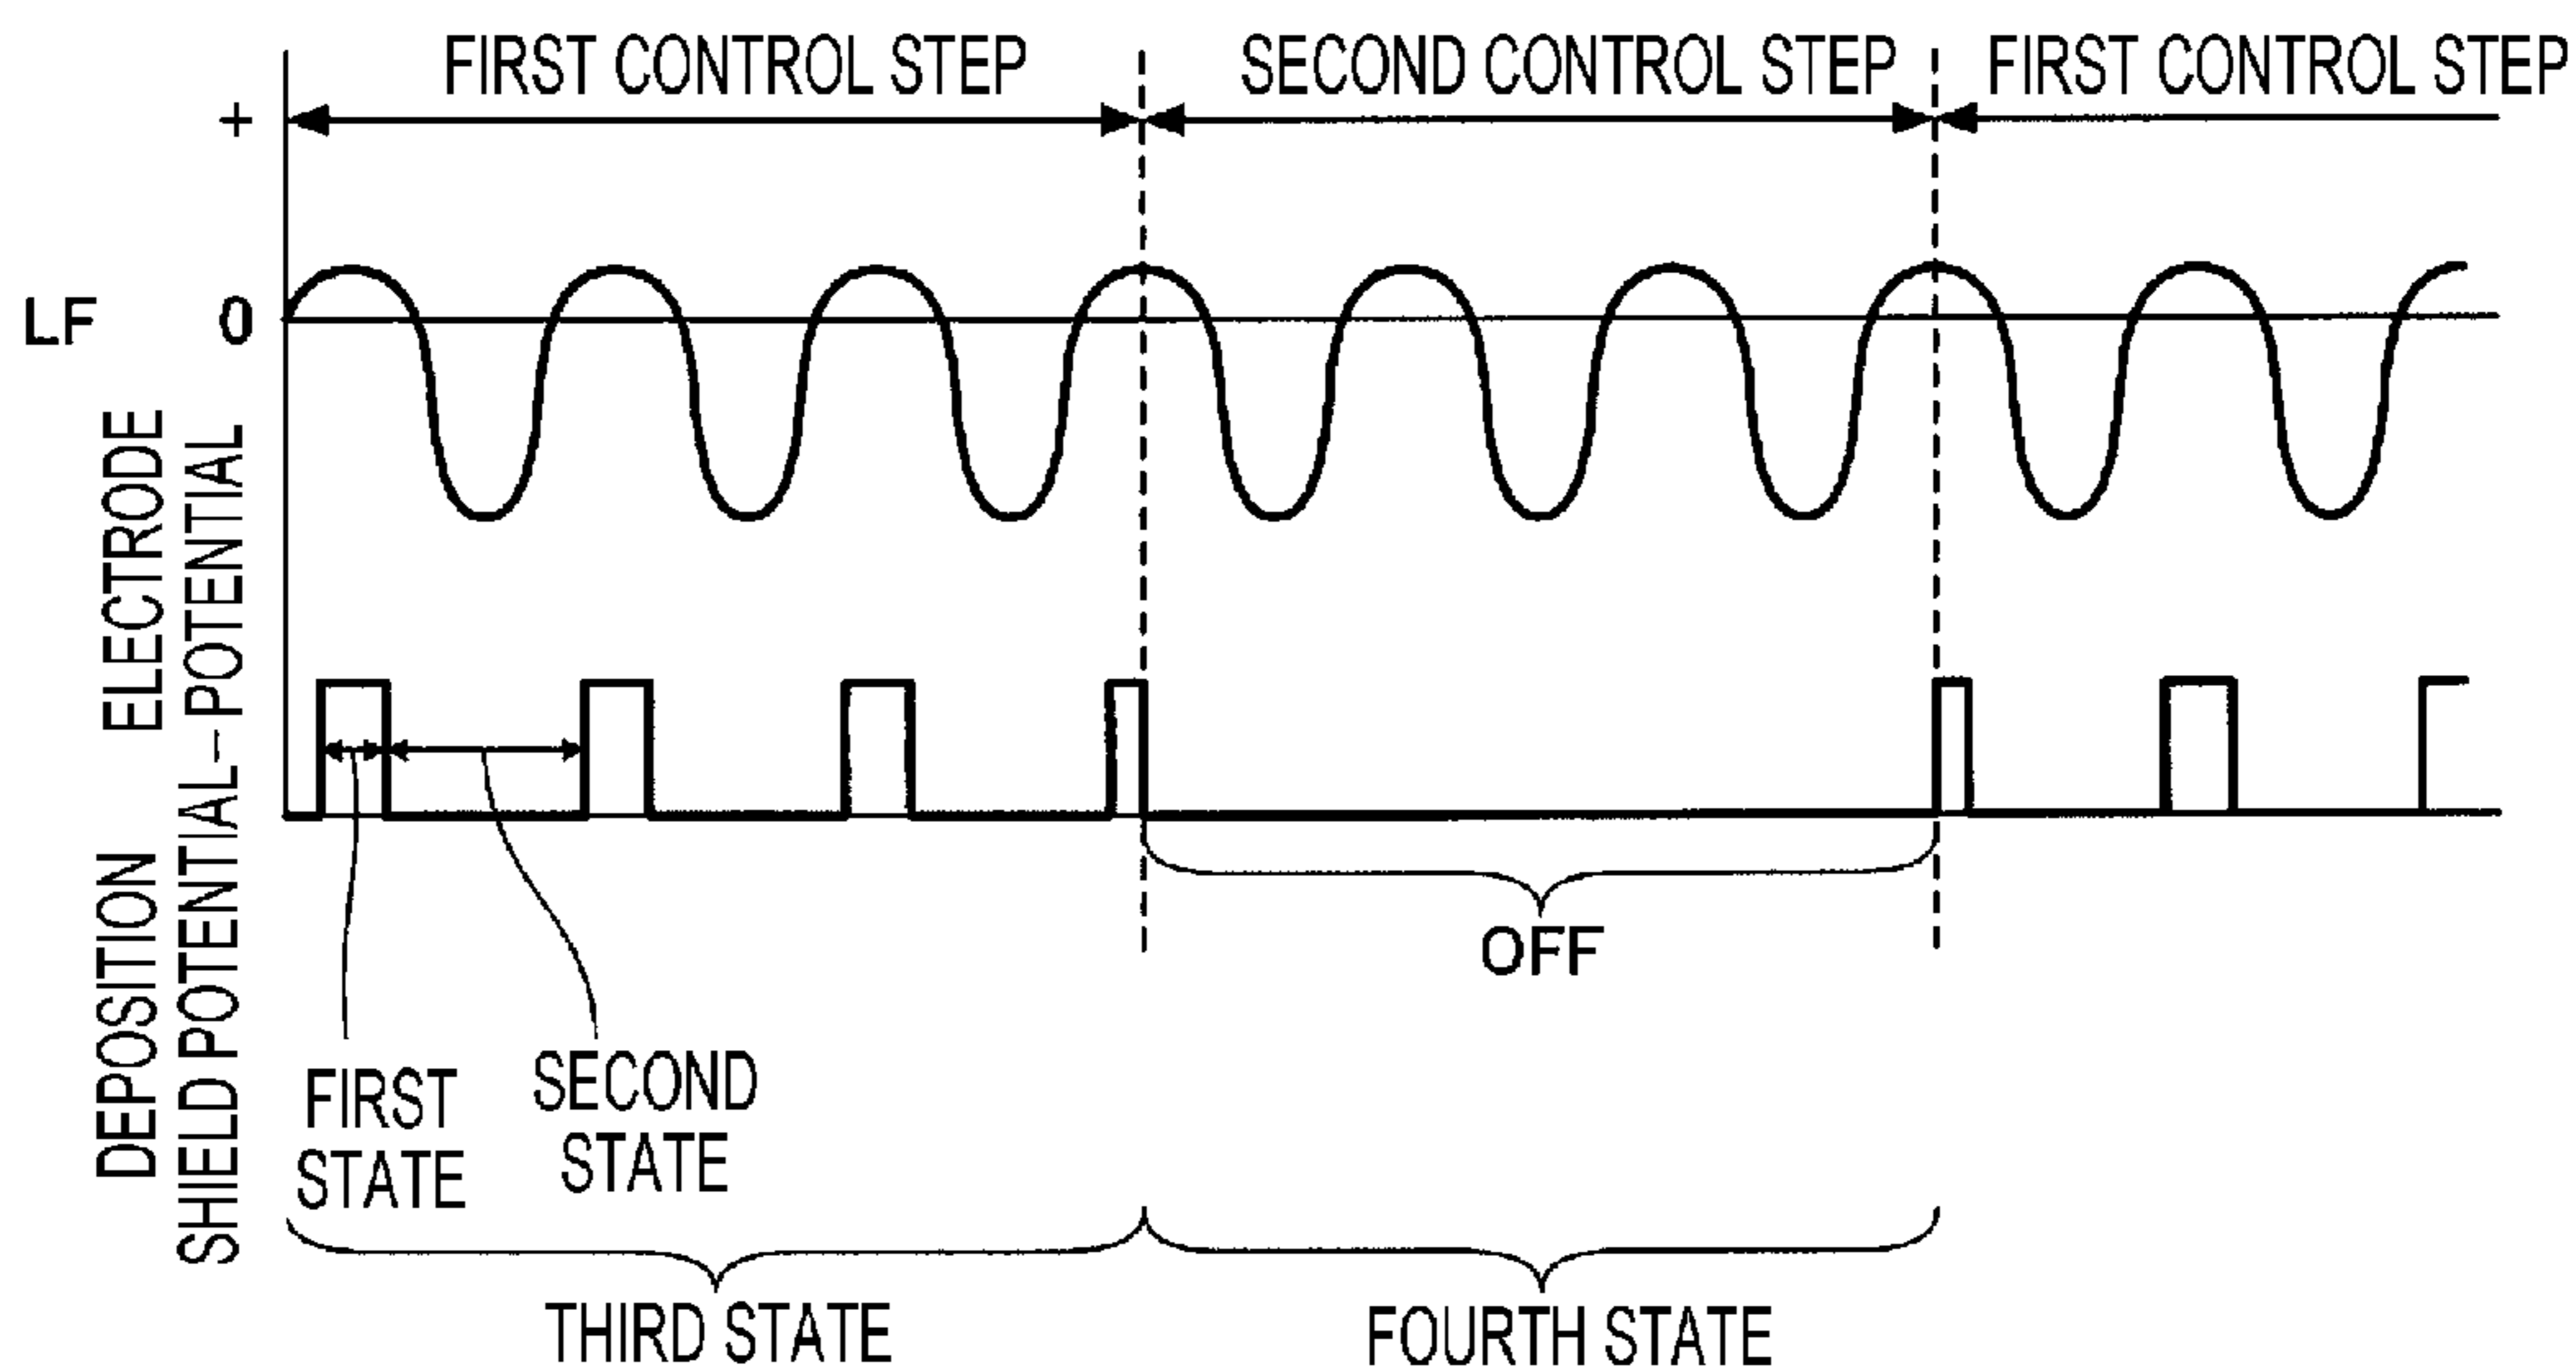 FIRST CONTROL STEP
SECOND CONTROL STEP
FIRST CONTROL STEP
+
LF
0
DEPOSITION ELECTRODE
SHIELD POTENTIAL–POTENTIAL
OFF
FIRST
STATE
SECOND
STATE
THIRD STATE
FOURTH STATE